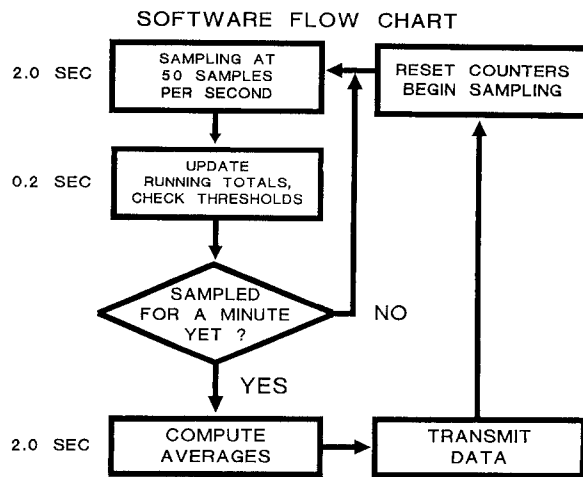 SOFTWARE FLOW CHART
2.0 SEC
SAMPLING AT
50 SAMPLES
PER SECOND
RESET COUNTERS
BEGIN SAMPLING
0.2 SEC
UPDATE
RUNNING TOTALS,
CHECK THRESHOLDS
SAMPLED
FOR A MINUTE
YET ?
NO
YES
2.0 SEC
COMPUTE
AVERAGES
TRANSMIT
DATA